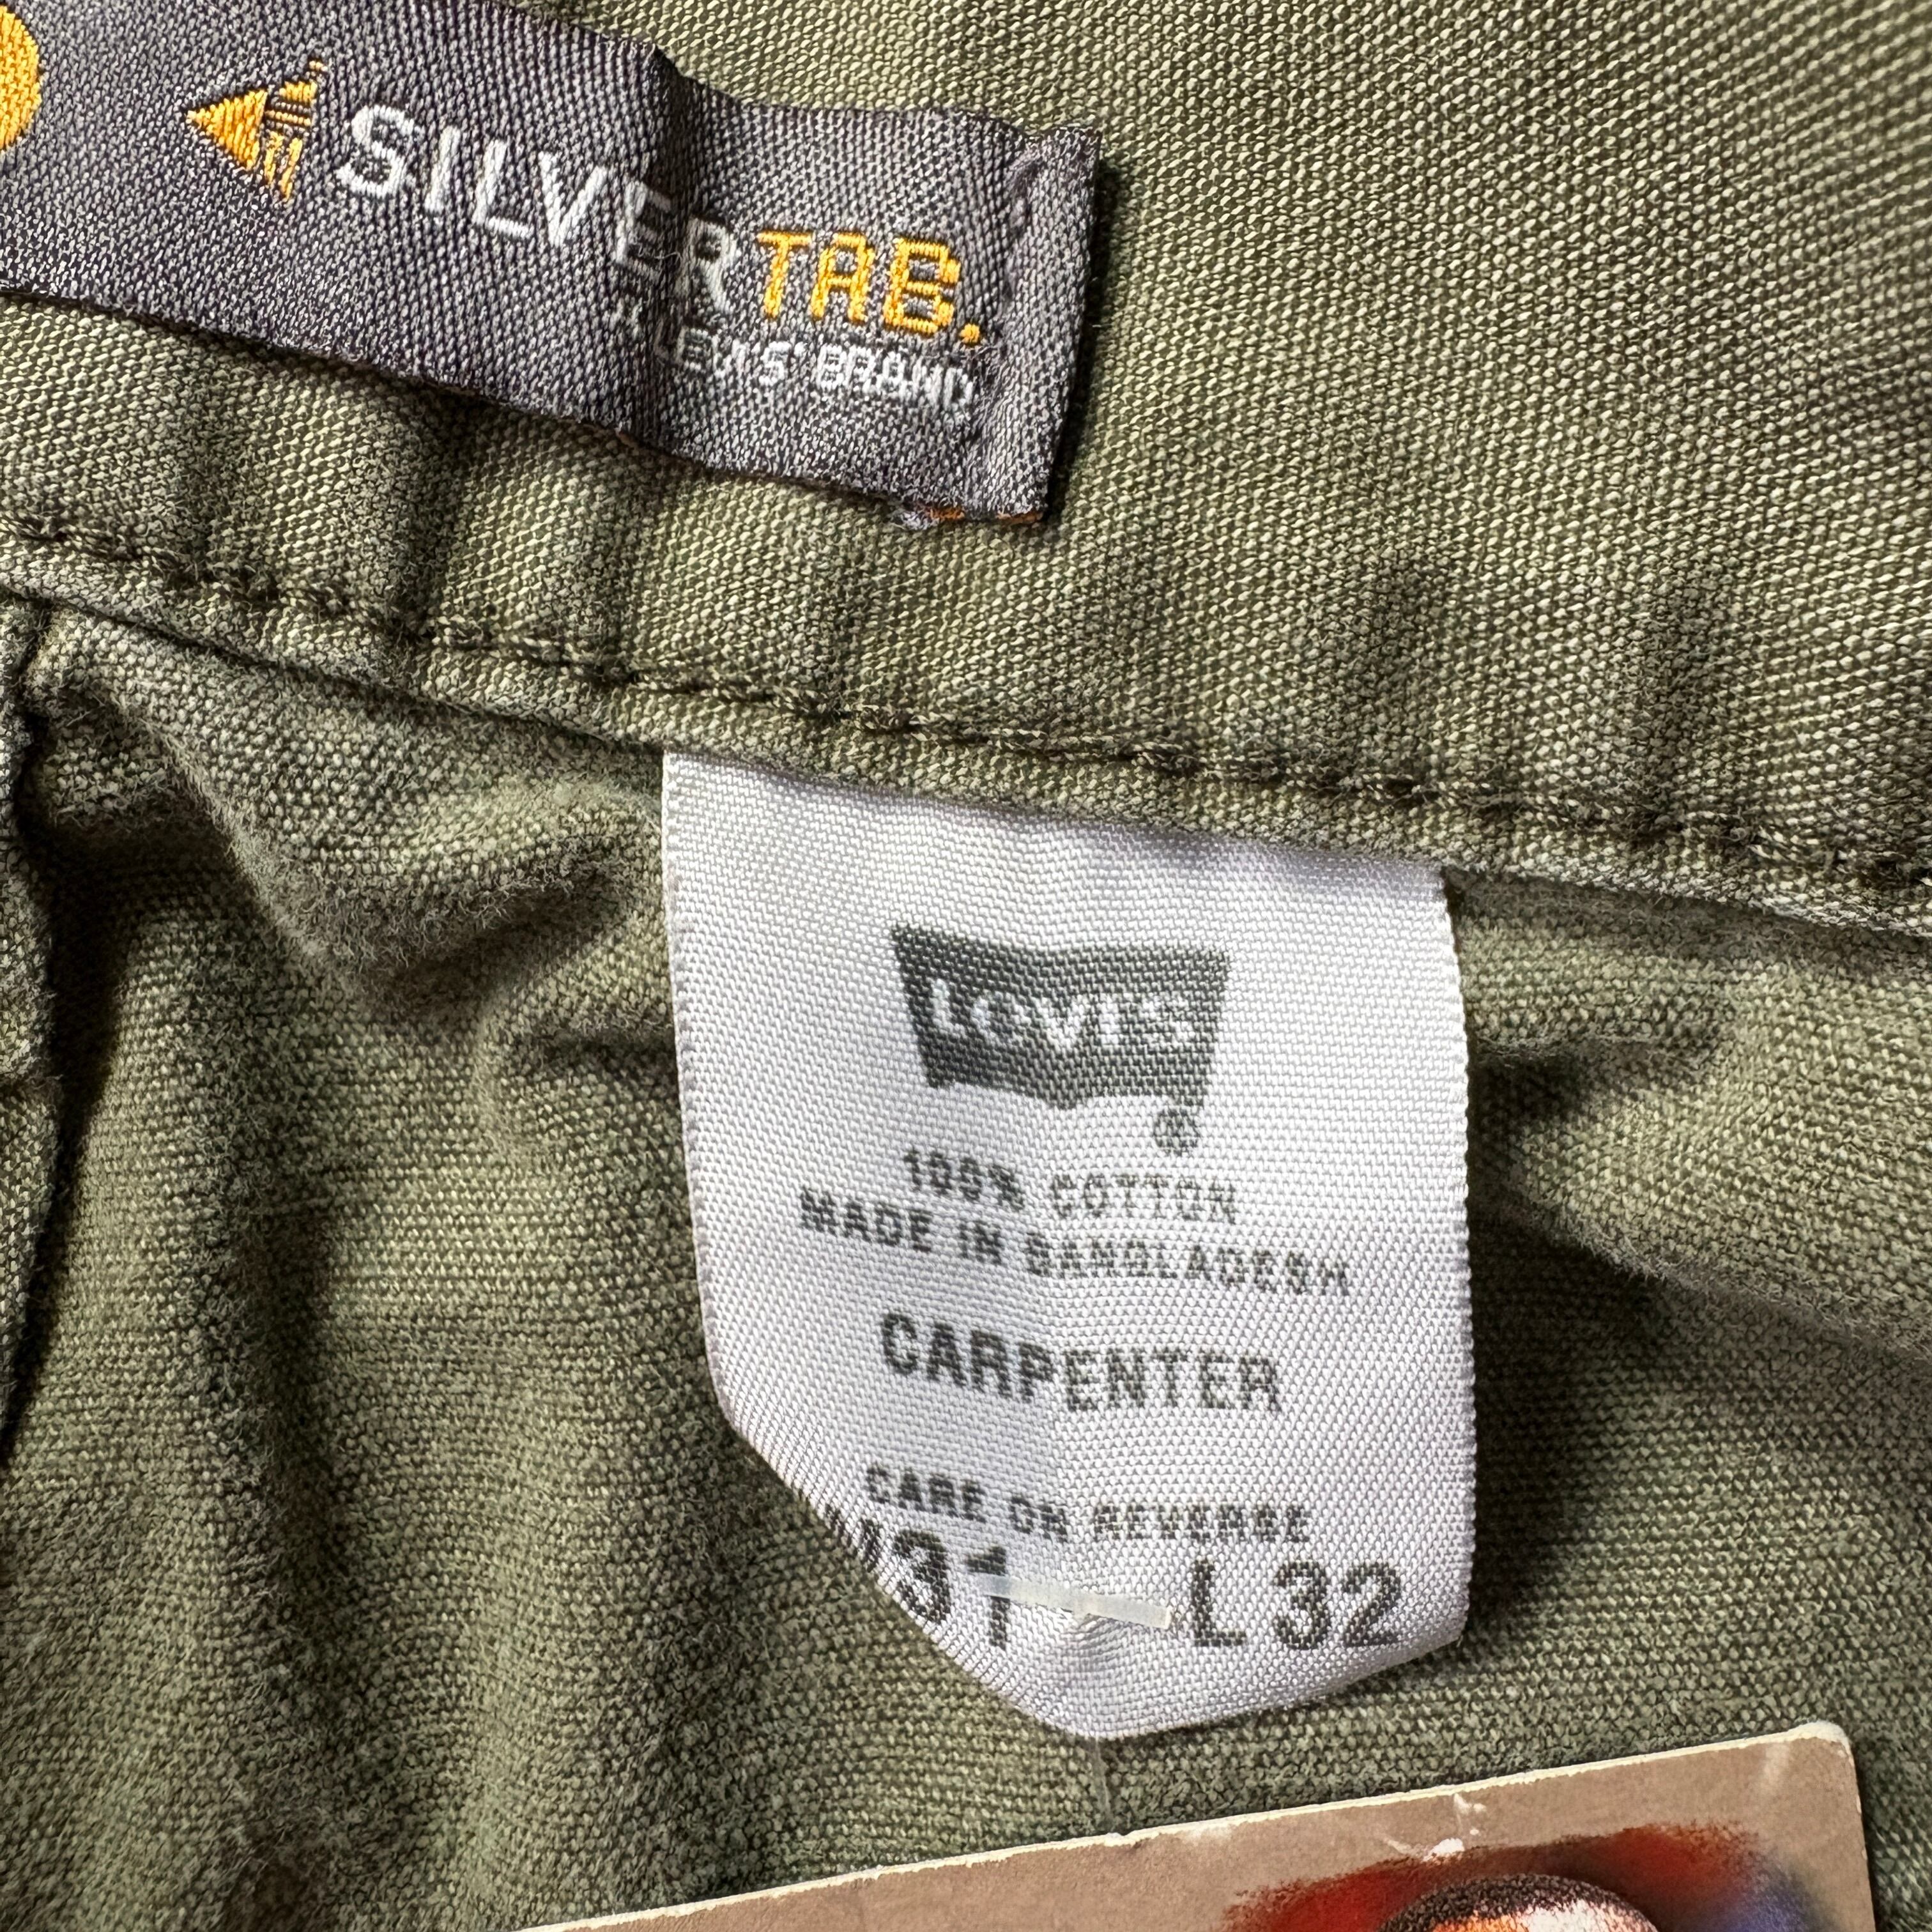 SILVERTAB.
A LEVI'S BRAND
LEVI'S
®
100% COTTON
MADE IN BANGLADESH
CARPENTER
CARE ON REVERSE
W31 L32